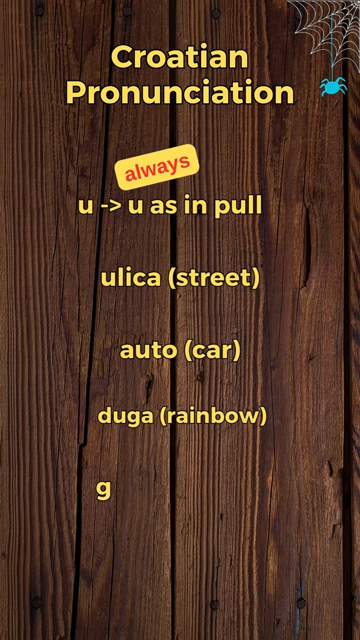 Croatian
Pronunciation
always
u -> u as in pull
ulica (street)
auto (car)
duga (rainbow)
g